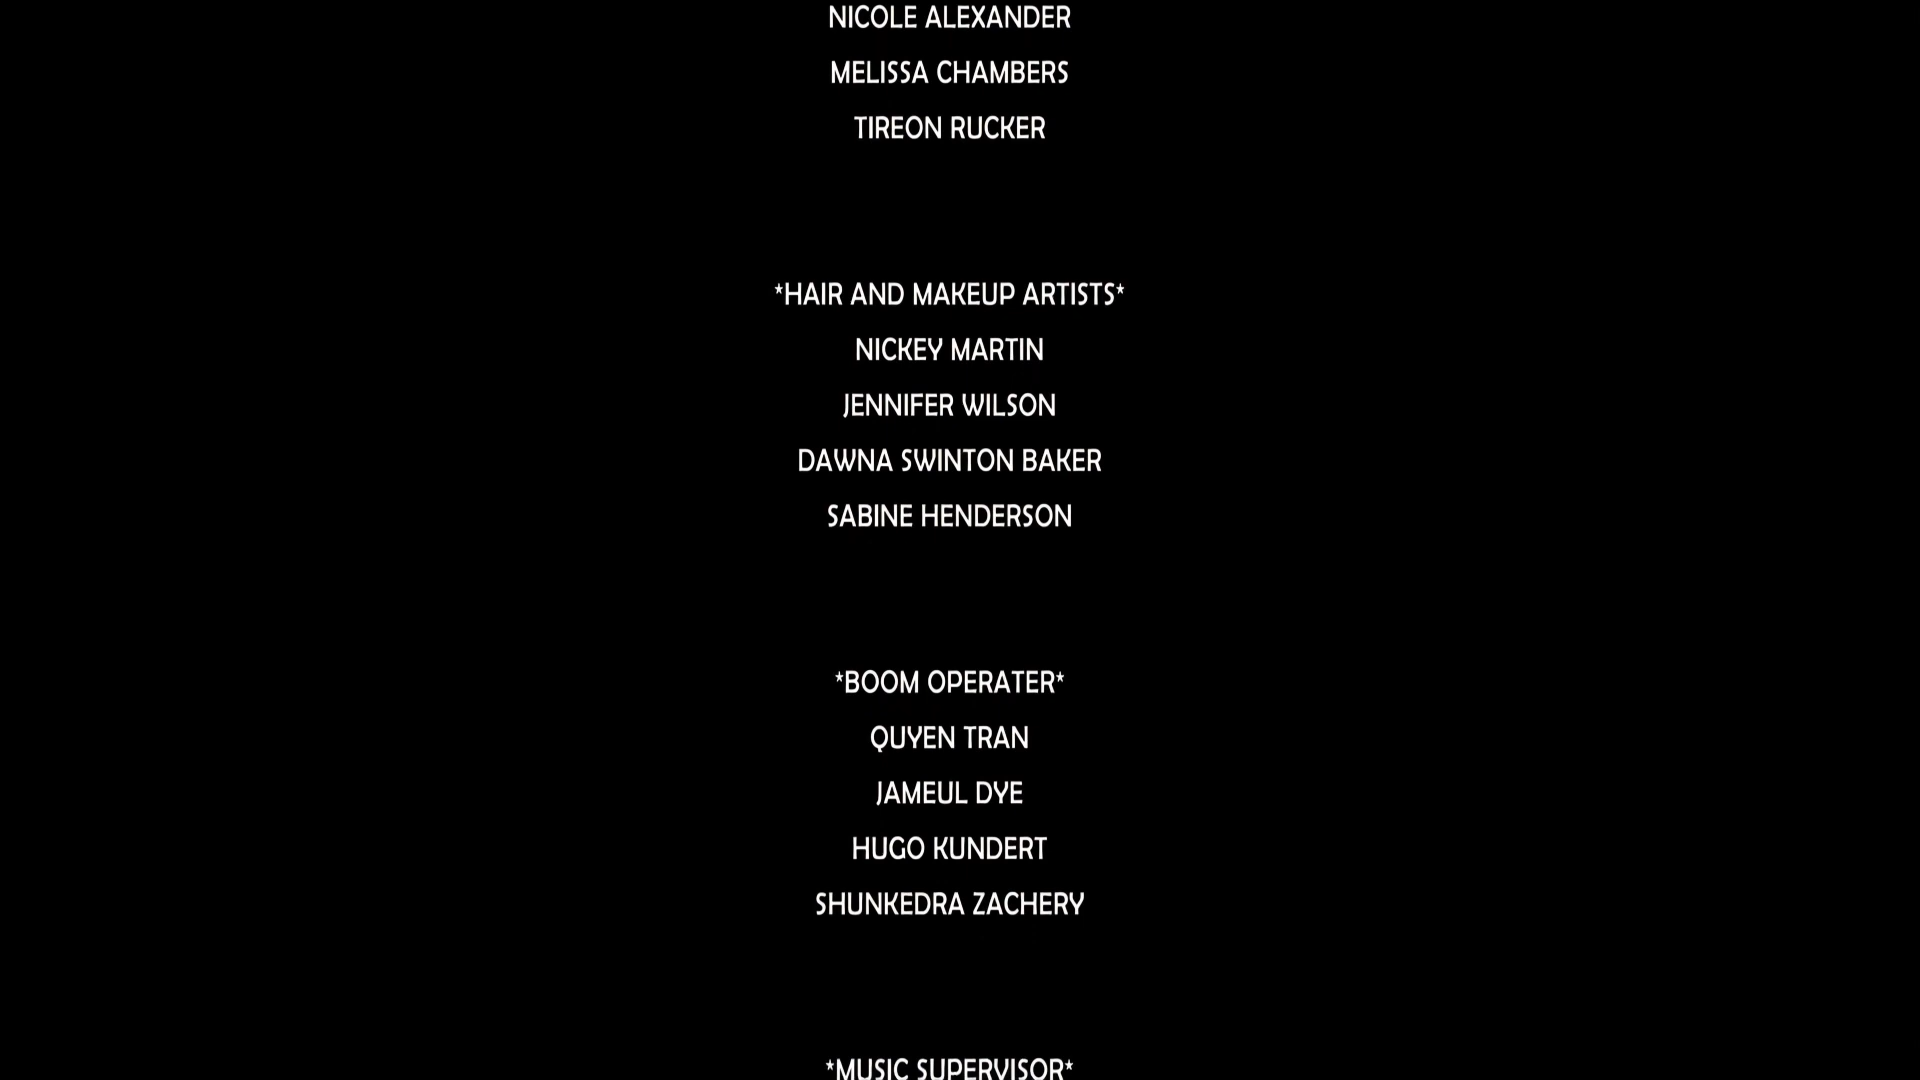 NICOLE ALEXANDER
MELISSA CHAMBERS
TIREON RUCKER
*HAIR AND MAKEUP ARTISTS*
NICKEY MARTIN
JENNIFER WILSON
DAWNA SWINTON BAKER
SABINE HENDERSON
*BOOM OPERATER*
QUYEN TRAN
JAMEUL DYE
HUGO KUNDERT
SHUNKEDRA ZACHERY
*MUSIC SUPERVISOR*